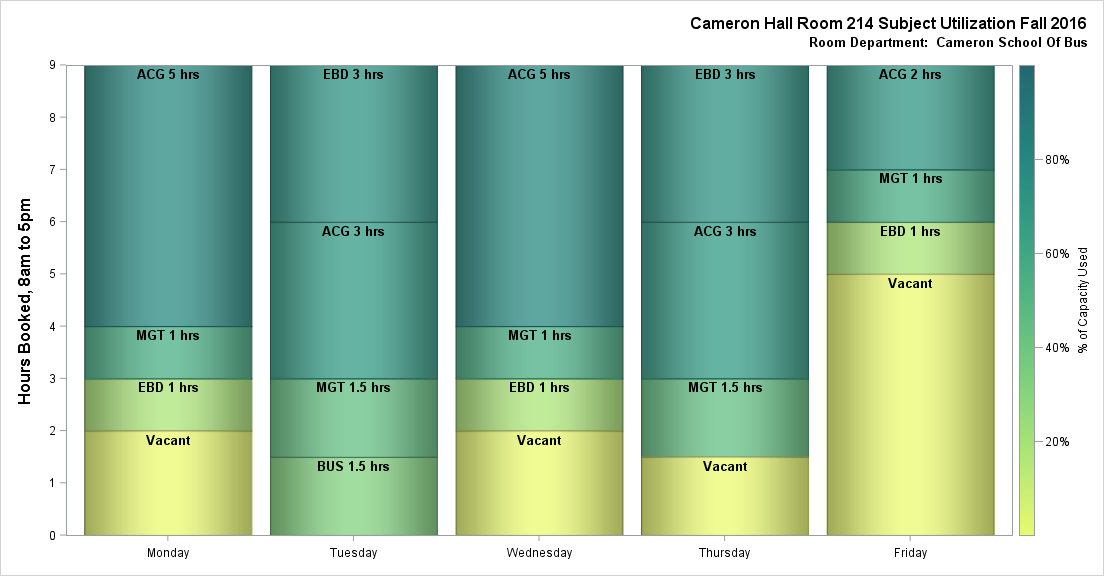 Cameron Hall Room 214 Subject Utilization Fall 2016
Room Department:  Cameron School Of Bus
Hours Booked, 8am to 5pm
9
8
7
6
5
4
3
2
1
0
ACG 5 hrs
MGT 1 hrs
EBD 1 hrs
Vacant
Monday
EBD 3 hrs
ACG 3 hrs
MGT 1.5 hrs
BUS 1.5 hrs
Tuesday
ACG 5 hrs
MGT 1 hrs
EBD 1 hrs
Vacant
Wednesday
EBD 3 hrs
ACG 3 hrs
MGT 1.5 hrs
Vacant
Thursday
ACG 2 hrs
MGT 1 hrs
EBD 1 hrs
Vacant
Friday
80%
60%
40%
20%
% of Capacity Used